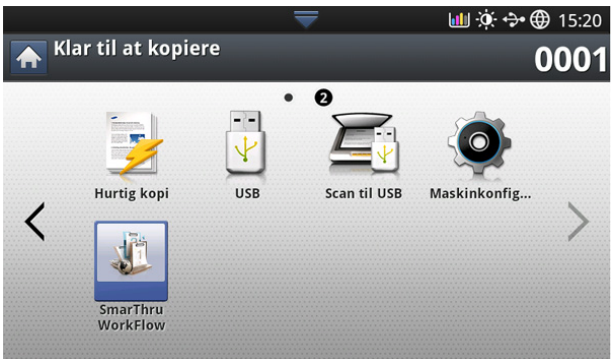 15:20
Klar til at kopiere
0001
2
Hurtig kopi
USB
Scan til USB
Maskinkonfig...
SmarThru
WorkFlow